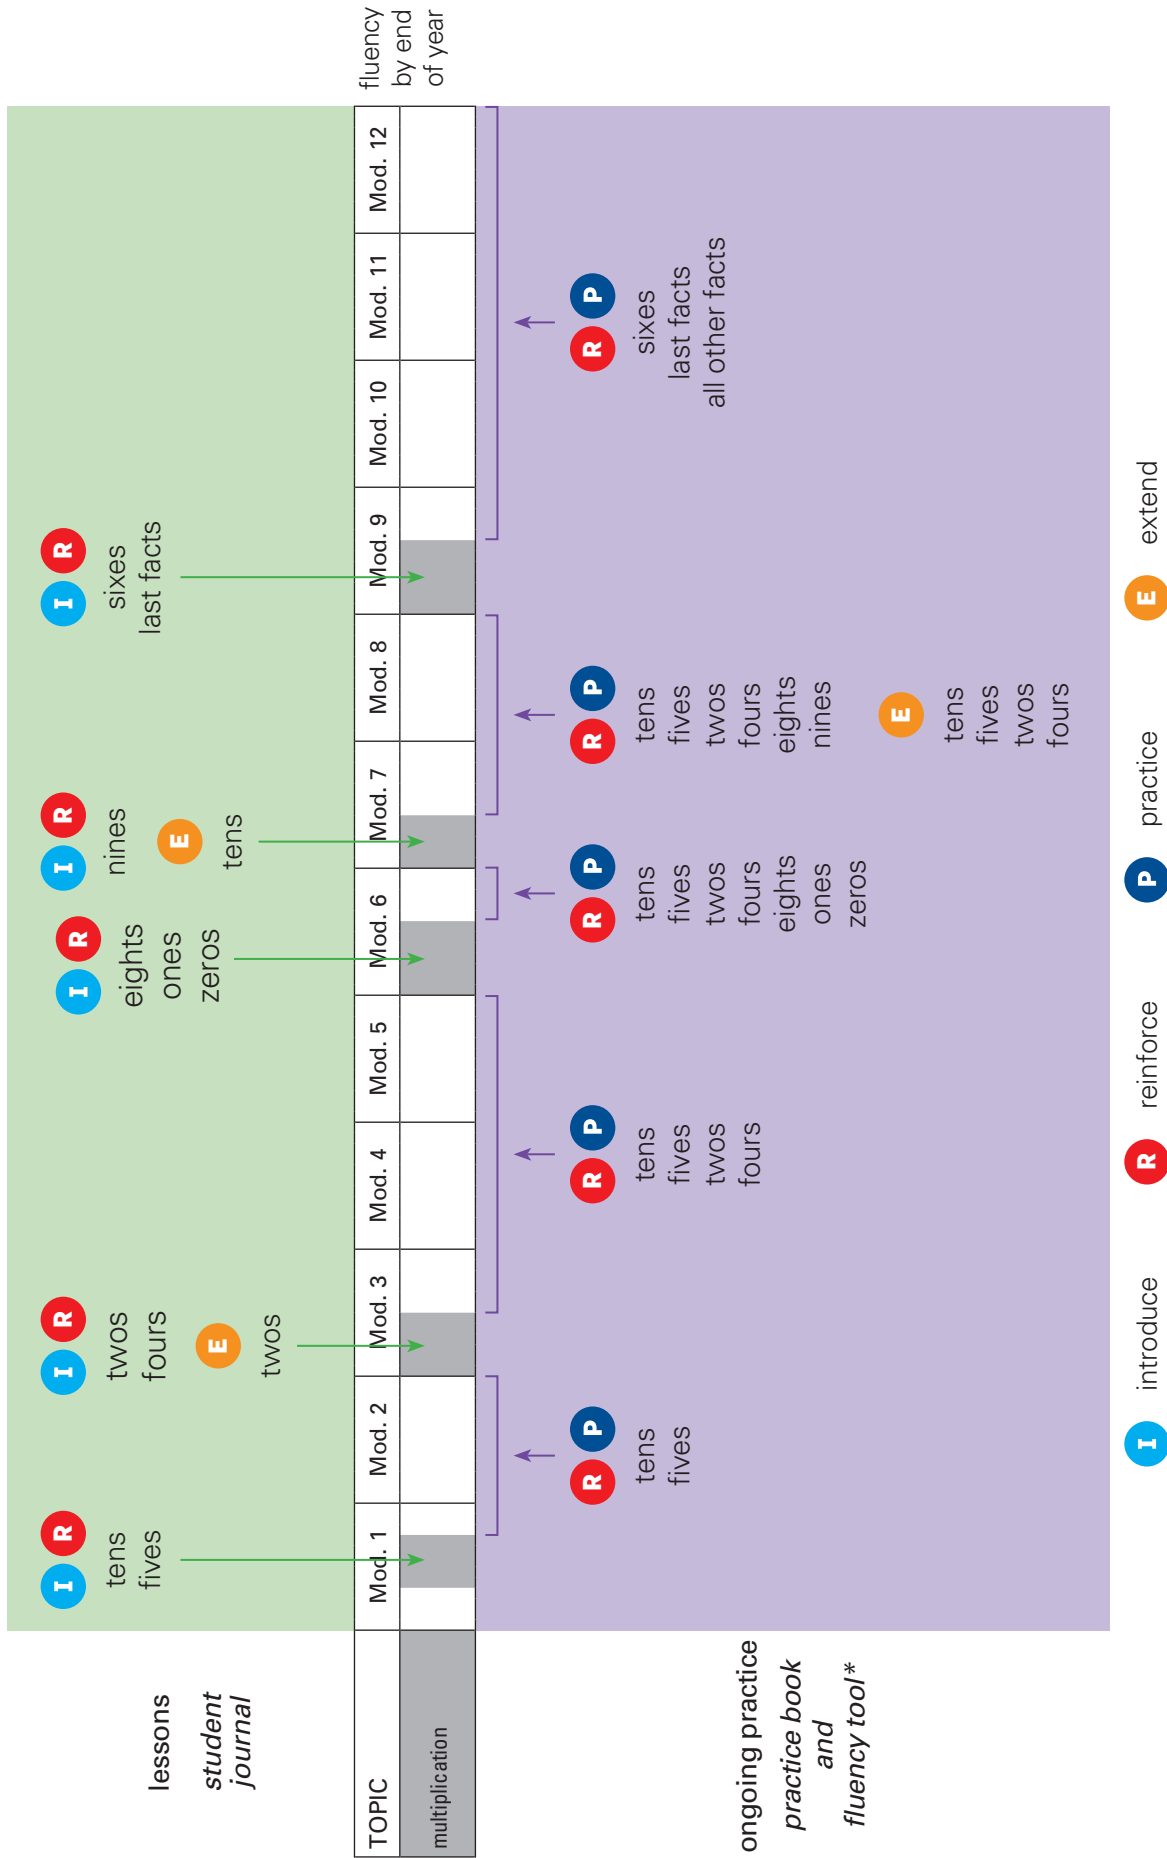 lessons
student
journal
I R
tens
fives
I R
twos
fours
E
twos
I R
eights
ones
zeros
I R
nines
E
tens
I R
sixes
last facts
TOPIC
Mod. 1
Mod. 2
Mod. 3
Mod. 4
Mod. 5
Mod. 6
Mod. 7
Mod. 8
Mod. 9
Mod. 10
Mod. 11
Mod. 12
fluency
by end
of year
multiplication
ongoing practice
practice book
and
fluency tool*
R P
tens
fives
R P
tens
fives
twos
fours
R P
tens
fives
twos
fours
eights
ones
zeros
R P
tens
fives
twos
fours
eights
nines
E
tens
fives
twos
fours
R P
sixes
last facts
all other facts
I introduce
R reinforce
P practice
E extend